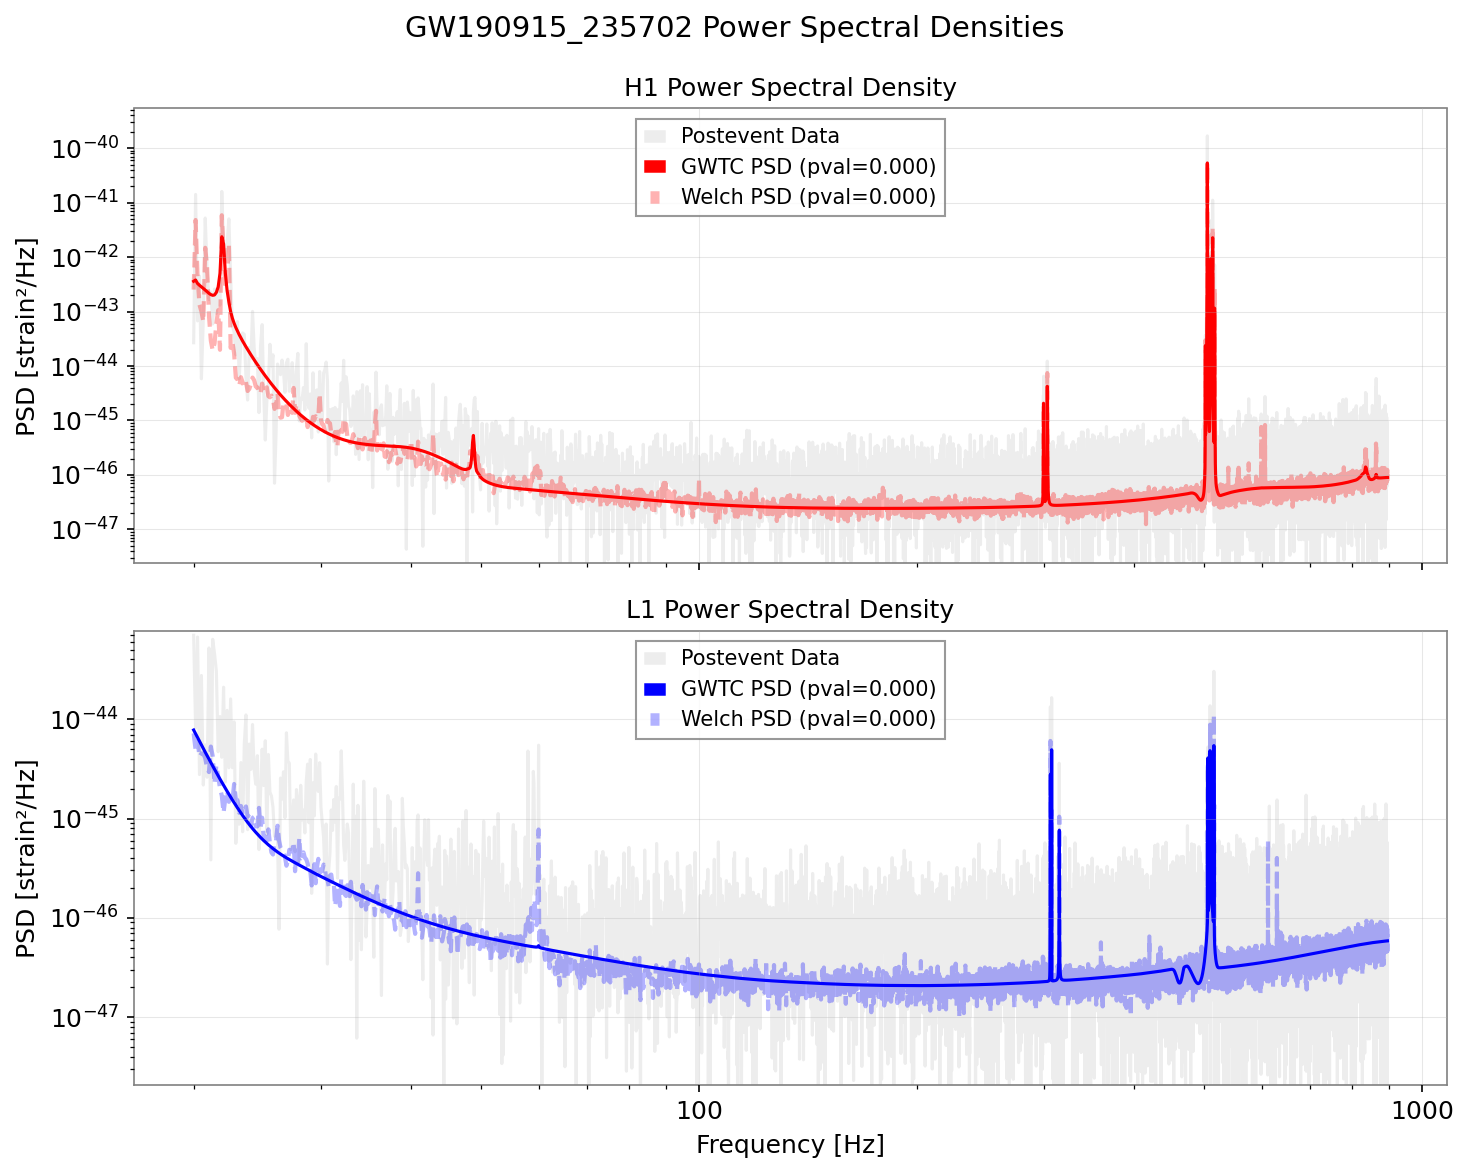 GW190915_235702 Power Spectral Densities
H1 Power Spectral Density
PSD [strain²/Hz]
10⁻⁴⁰
10⁻⁴¹
10⁻⁴²
10⁻⁴³
10⁻⁴⁴
10⁻⁴⁵
10⁻⁴⁶
10⁻⁴⁷
Postevent Data
GWTC PSD (pval=0.000)
Welch PSD (pval=0.000)
L1 Power Spectral Density
PSD [strain²/Hz]
10⁻⁴⁴
10⁻⁴⁵
10⁻⁴⁶
10⁻⁴⁷
Postevent Data
GWTC PSD (pval=0.000)
Welch PSD (pval=0.000)
100 1000
Frequency [Hz]